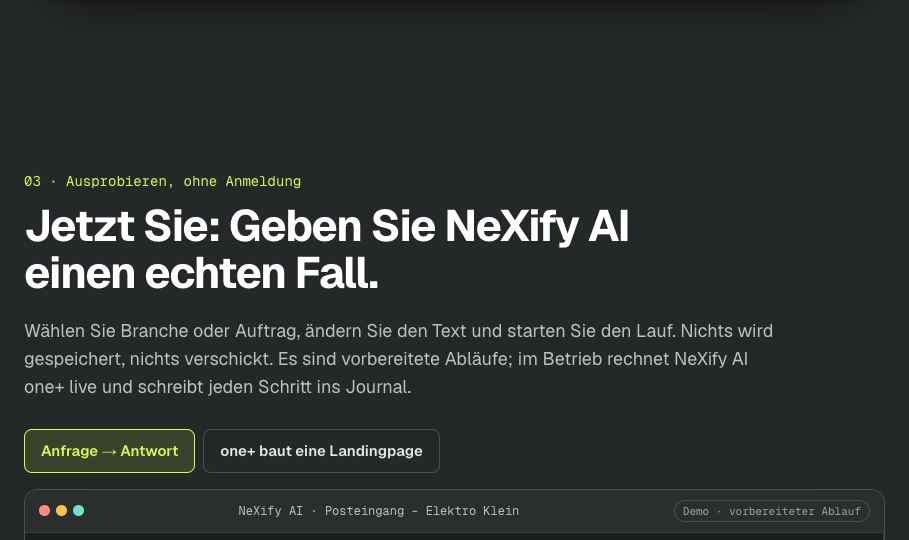 03 · Ausprobieren, ohne Anmeldung
Jetzt Sie: Geben Sie NeXify AI
einen echten Fall.
Wählen Sie Branche oder Auftrag, ändern Sie den Text und starten Sie den Lauf. Nichts wird
gespeichert, nichts verschickt. Es sind vorbereitete Abläufe; im Betrieb rechnet NeXify AI
one+ live und schreibt jeden Schritt ins Journal.
Anfrage → Antwort
one+ baut eine Landingpage
NeXify AI · Posteingang – Elektro Klein
Demo · vorbereiteter Ablauf